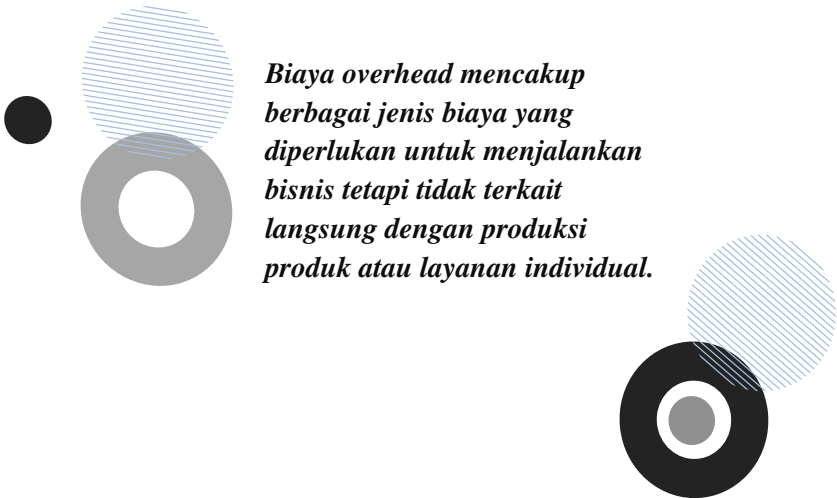 Biaya overhead mencakup
berbagai jenis biaya yang
diperlukan untuk menjalankan
bisnis tetapi tidak terkait
langsung dengan produksi
produk atau layanan individual.